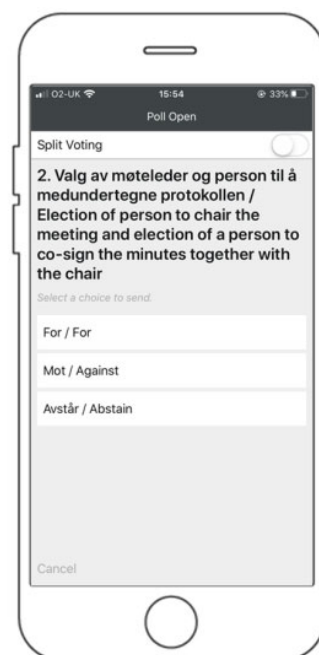 O2-UK 15:54 33%
Poll Open
Split Voting
2. Valg av møteleder og person til å
medundertegne protokollen /
Election of person to chair the
meeting and election of a person to
co-sign the minutes together with
the chair
Select a choice to send.
For / For
Mot / Against
Avstår / Abstain
Cancel